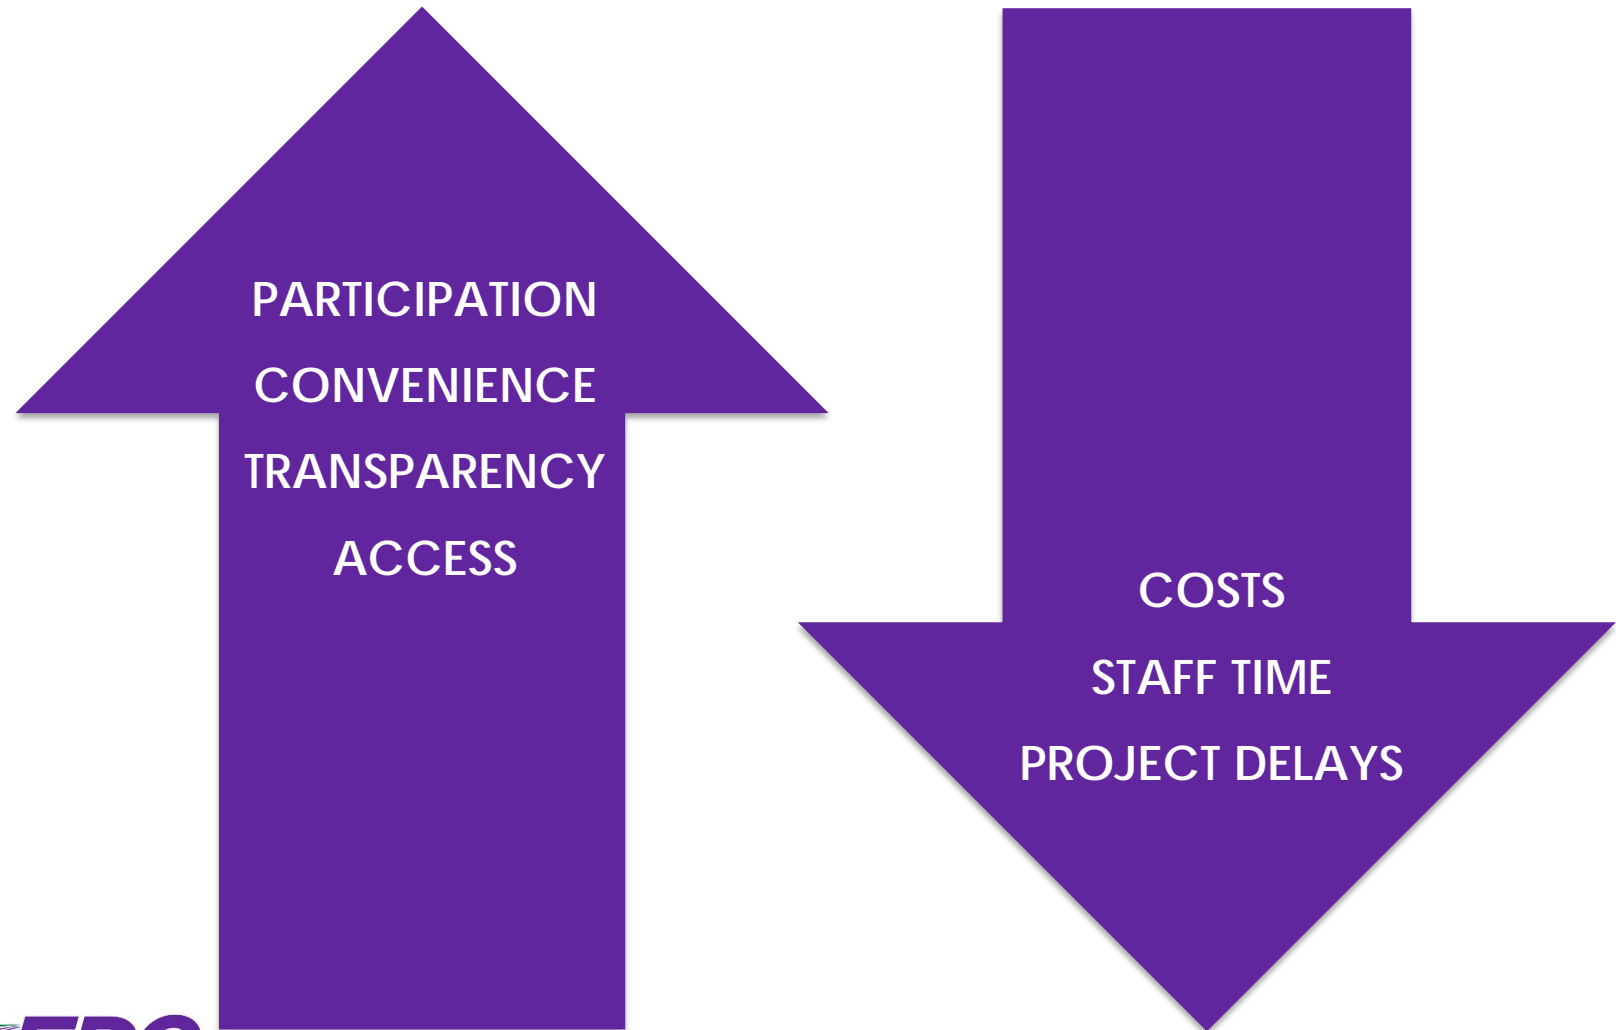 PARTICIPATION
CONVENIENCE
TRANSPARENCY
ACCESS
COSTS
STAFF TIME
PROJECT DELAYS